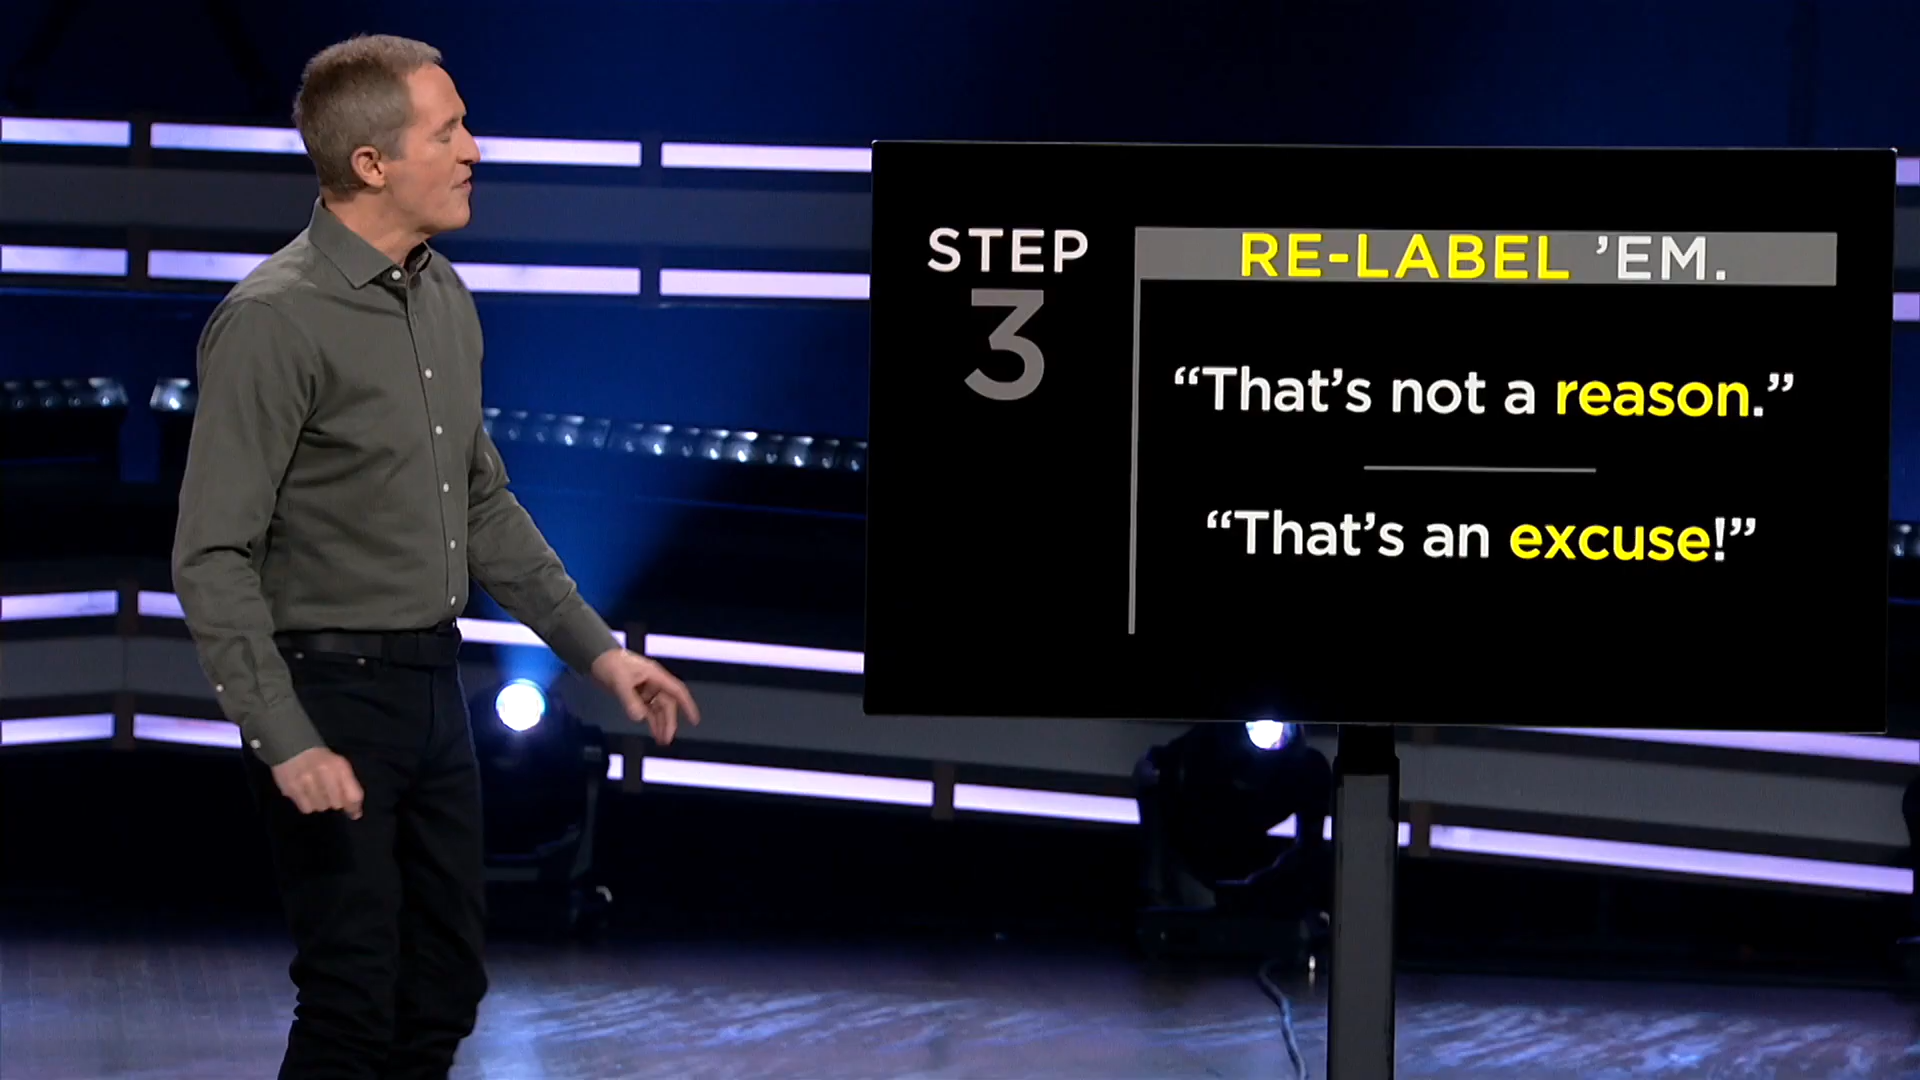 STEP
3
RE-LABEL ’EM.
“That’s not a reason.”
“That’s an excuse!”